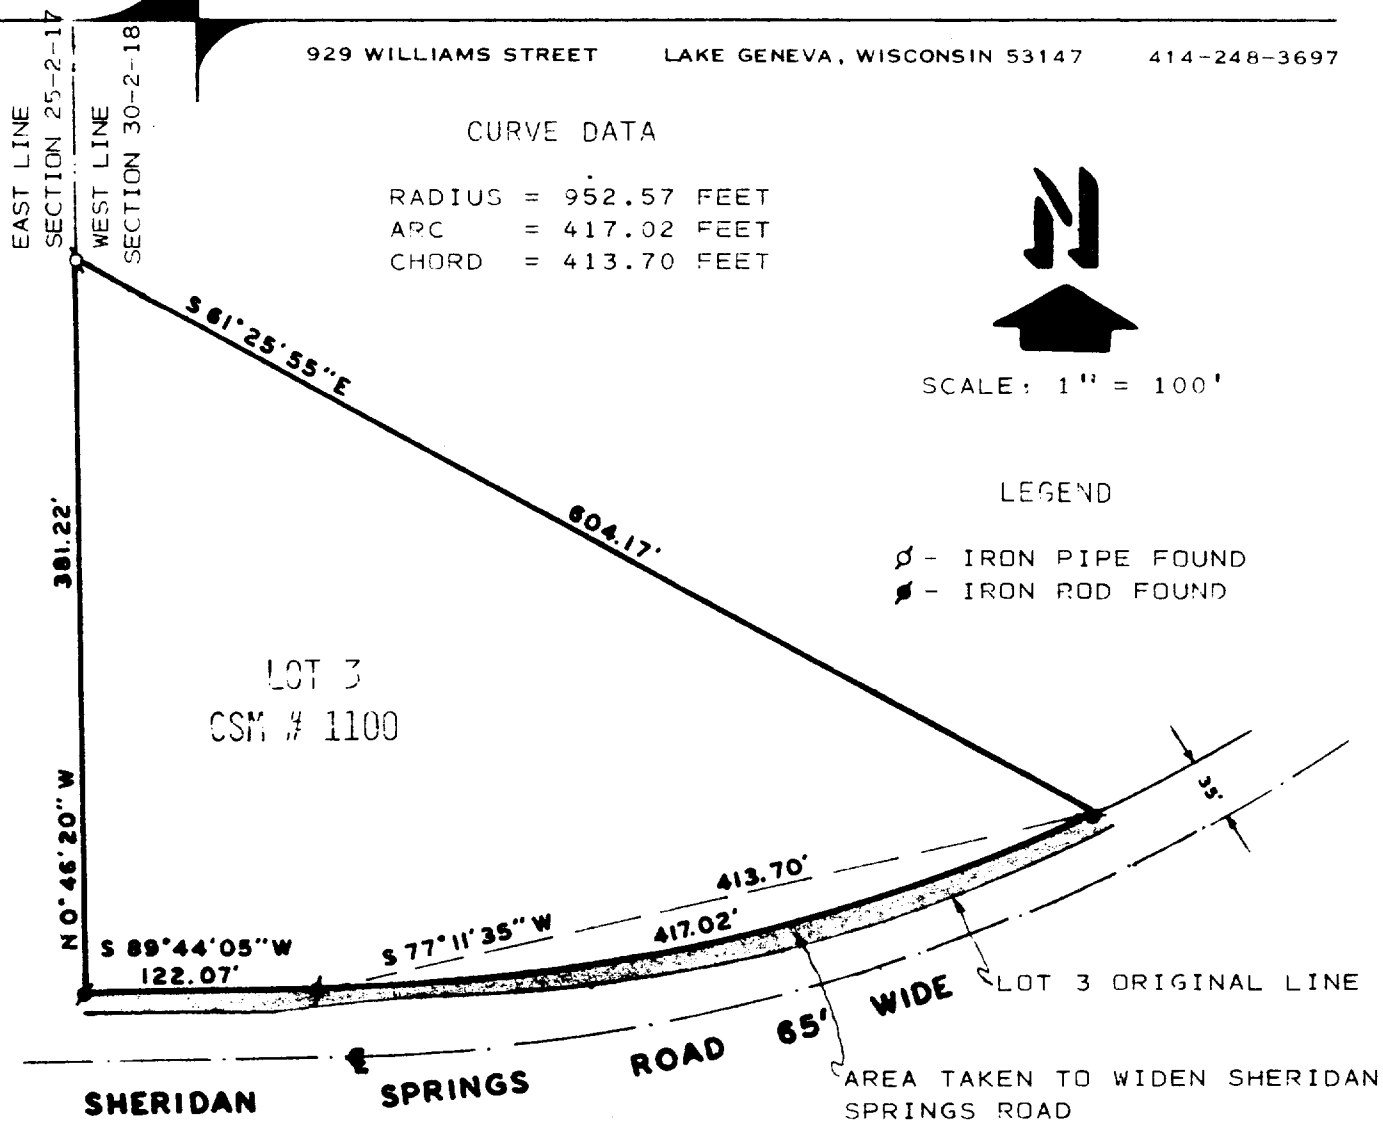 929 WILLIAMS STREET LAKE GENEVA, WISCONSIN 53147 414-248-3697
EAST LINE
SECTION 25-2-17
WEST LINE
SECTION 30-2-18
CURVE DATA
RADIUS = 952.57 FEET
ARC = 417.02 FEET
CHORD = 413.70 FEET
N
SCALE: 1" = 100'
LEGEND
- IRON PIPE FOUND
- IRON ROD FOUND
S 61°25'55"E
604.17'
381.22'
N 0°46'20" W
LOT 3
CSM # 1100
35'
S 89°44'05"W
122.07'
S 77°11'35"W
413.70'
417.02'
LOT 3 ORIGINAL LINE
SHERIDAN SPRINGS ROAD 65' WIDE
AREA TAKEN TO WIDEN SHERIDAN
SPRINGS ROAD